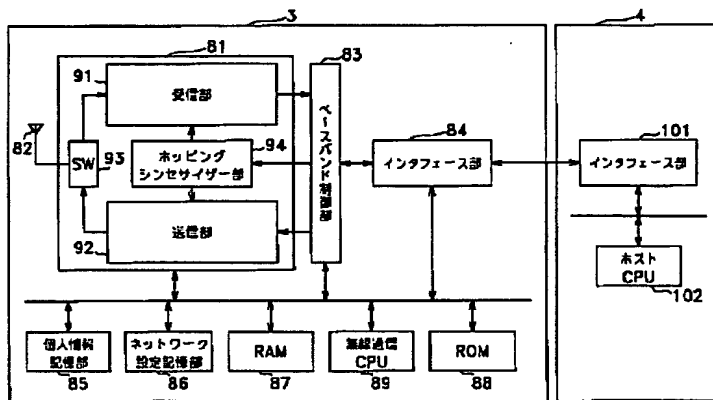 3
4
81
91
受信部
83
ベースバンド制御部
82
SW
93
94
ホッピング
シンセサイザー部
84
インタフェース部
101
インタフェース部
92
送信部
ホスト
CPU
102
個人情報
記憶部
85
ネットワーク
設定記憶部
86
RAM
87
無線通信
CPU
89
ROM
88